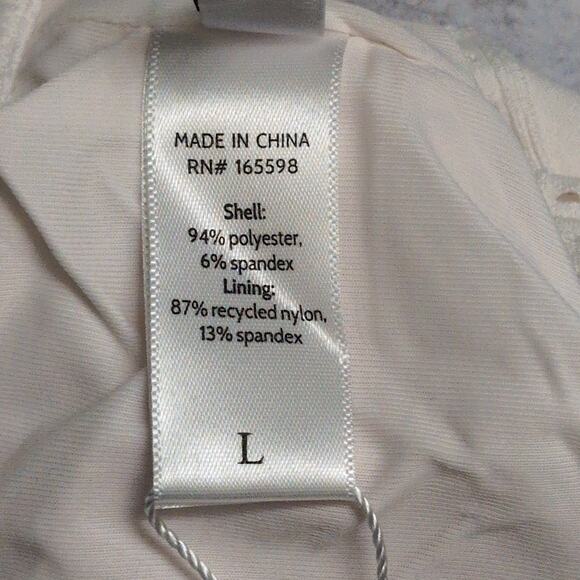 MADE IN CHINA
RN# 165598
Shell:
94% polyester,
6% spandex
Lining:
87% recycled nylon,
13% spandex
L